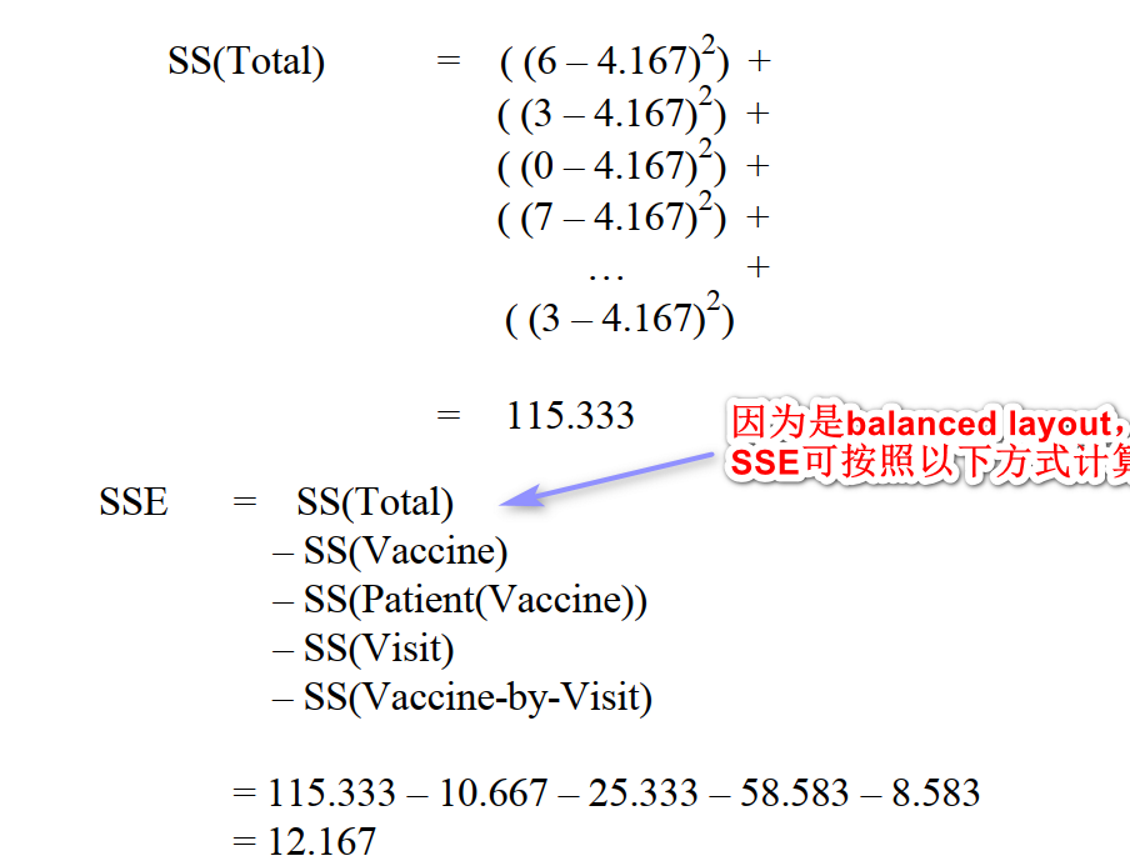 SS(Total) = ( (6 – 4.167)²) +
( (3 – 4.167)²) +
( (0 – 4.167)²) +
( (7 – 4.167)²) +
… +
( (3 – 4.167)²)
= 115.333
因为是balanced layout，
SSE可按照以下方式计算
SSE = SS(Total)
– SS(Vaccine)
– SS(Patient(Vaccine))
– SS(Visit)
– SS(Vaccine-by-Visit)
= 115.333 – 10.667 – 25.333 – 58.583 – 8.583
= 12.167